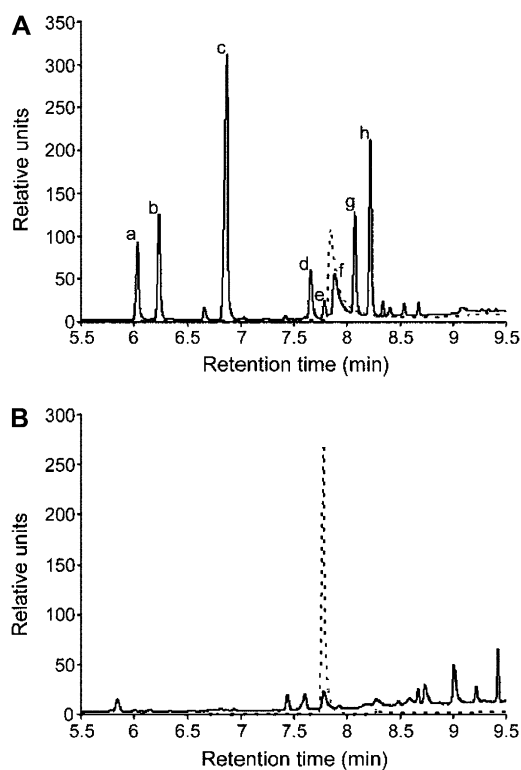 A
350
300
250
200
150
100
50
0
Relative units
a
b
c
d
e
f
g
h
5.5 6 6.5 7 7.5 8 8.5 9 9.5
Retention time (min)
B
300
250
200
150
100
50
0
Relative units
5.5 6 6.5 7 7.5 8 8.5 9 9.5
Retention time (min)